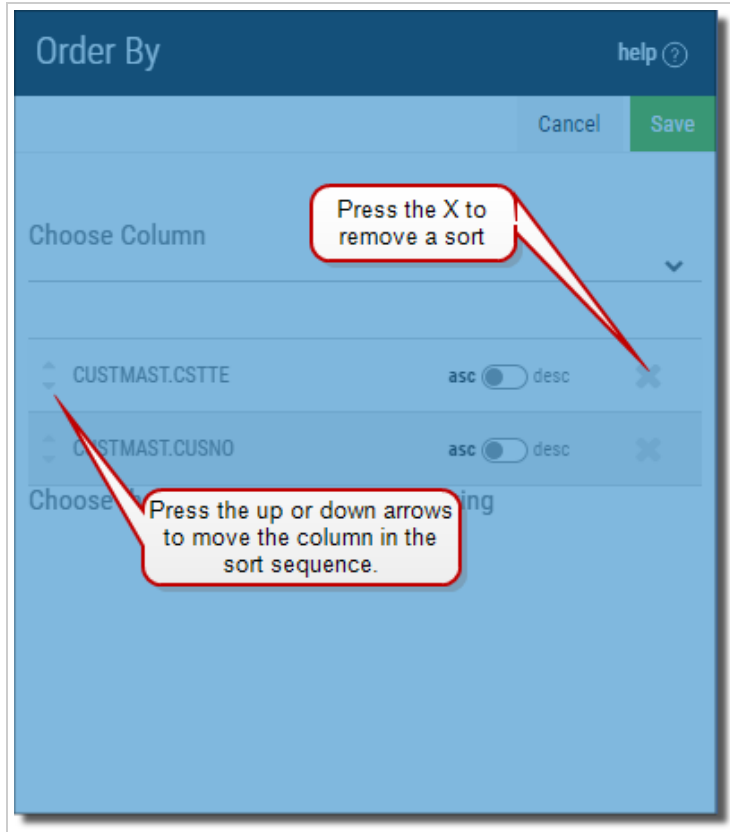 Order By
help ?
Cancel Save
Press the X to
remove a sort
Choose Column
CUSTMAST.CSTTE asc desc
CUSTMAST.CUSNO asc desc
Choose
Press the up or down arrows
to move the column in the
sort sequence.